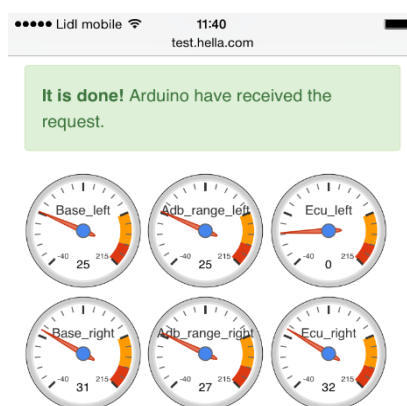 Lidl mobile 11:40
test.hella.com
It is done! Arduino have received the
request.
Base_left Adb_range_left Ecu_left
-40 215 -40 215 -40 215
25 25 0
Base_right Adb_range_right Ecu_right
-40 215 -40 215 -40 215
31 27 32